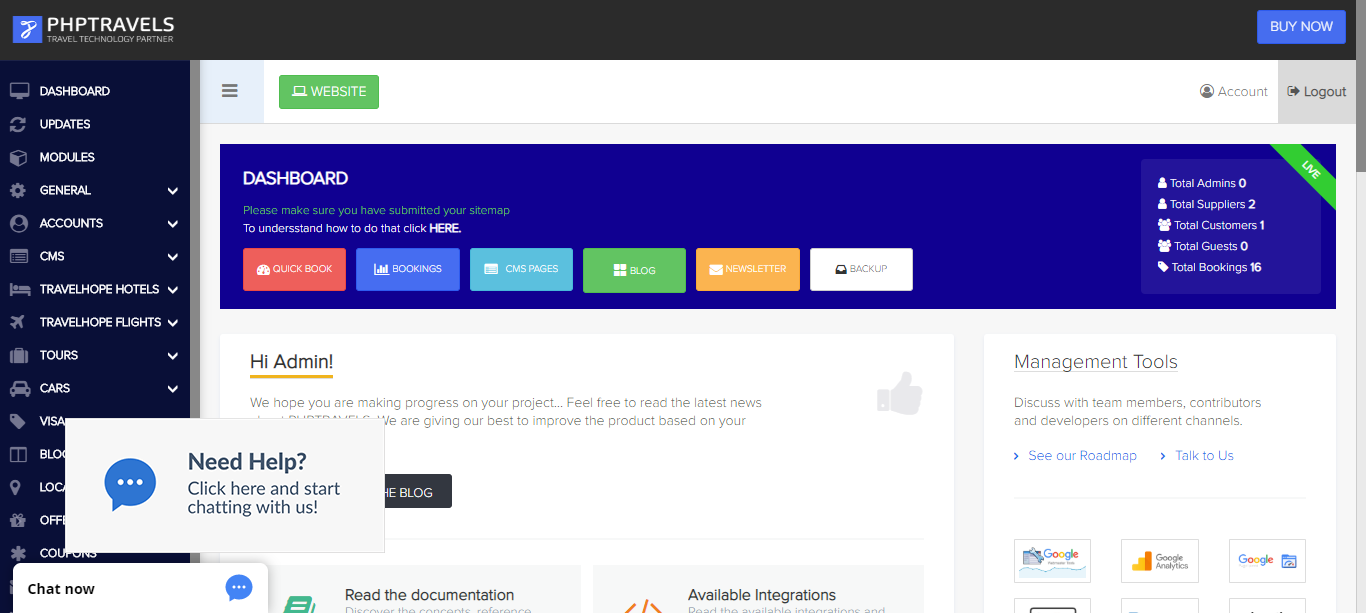 PHPTRAVELS
TRAVEL TECHNOLOGY PARTNER
BUY NOW
DASHBOARD
UPDATES
MODULES
GENERAL
ACCOUNTS
CMS
TRAVELHOPE HOTELS
TRAVELHOPE FLIGHTS
TOURS
CARS
VISA
BLOG
LOCA
OFFE
COUPONS
WEBSITE
Account
Logout
DASHBOARD
Please make sure you have submitted your sitemap
To undersstand how to do that click HERE.
QUICK BOOK
BOOKINGS
CMS PAGES
BLOG
NEWSLETTER
BACKUP
LIVE
Total Admins 0
Total Suppliers 2
Total Customers 1
Total Guests 0
Total Bookings 16
Hi Admin!
We hope you are making progress on your project... Feel free to read the latest news
about PHPTRAVELS. We are giving our best to improve the product based on your
HE BLOG
Need Help?
Click here and start
chatting with us!
Chat now
Read the documentation
Discover the concepts, reference
Available Integrations
Read the available integrations and
Management Tools
Discuss with team members, contributors
and developers on different channels.
See our Roadmap
Talk to Us
Google
Webmaster Tools
Google
Analytics
Google